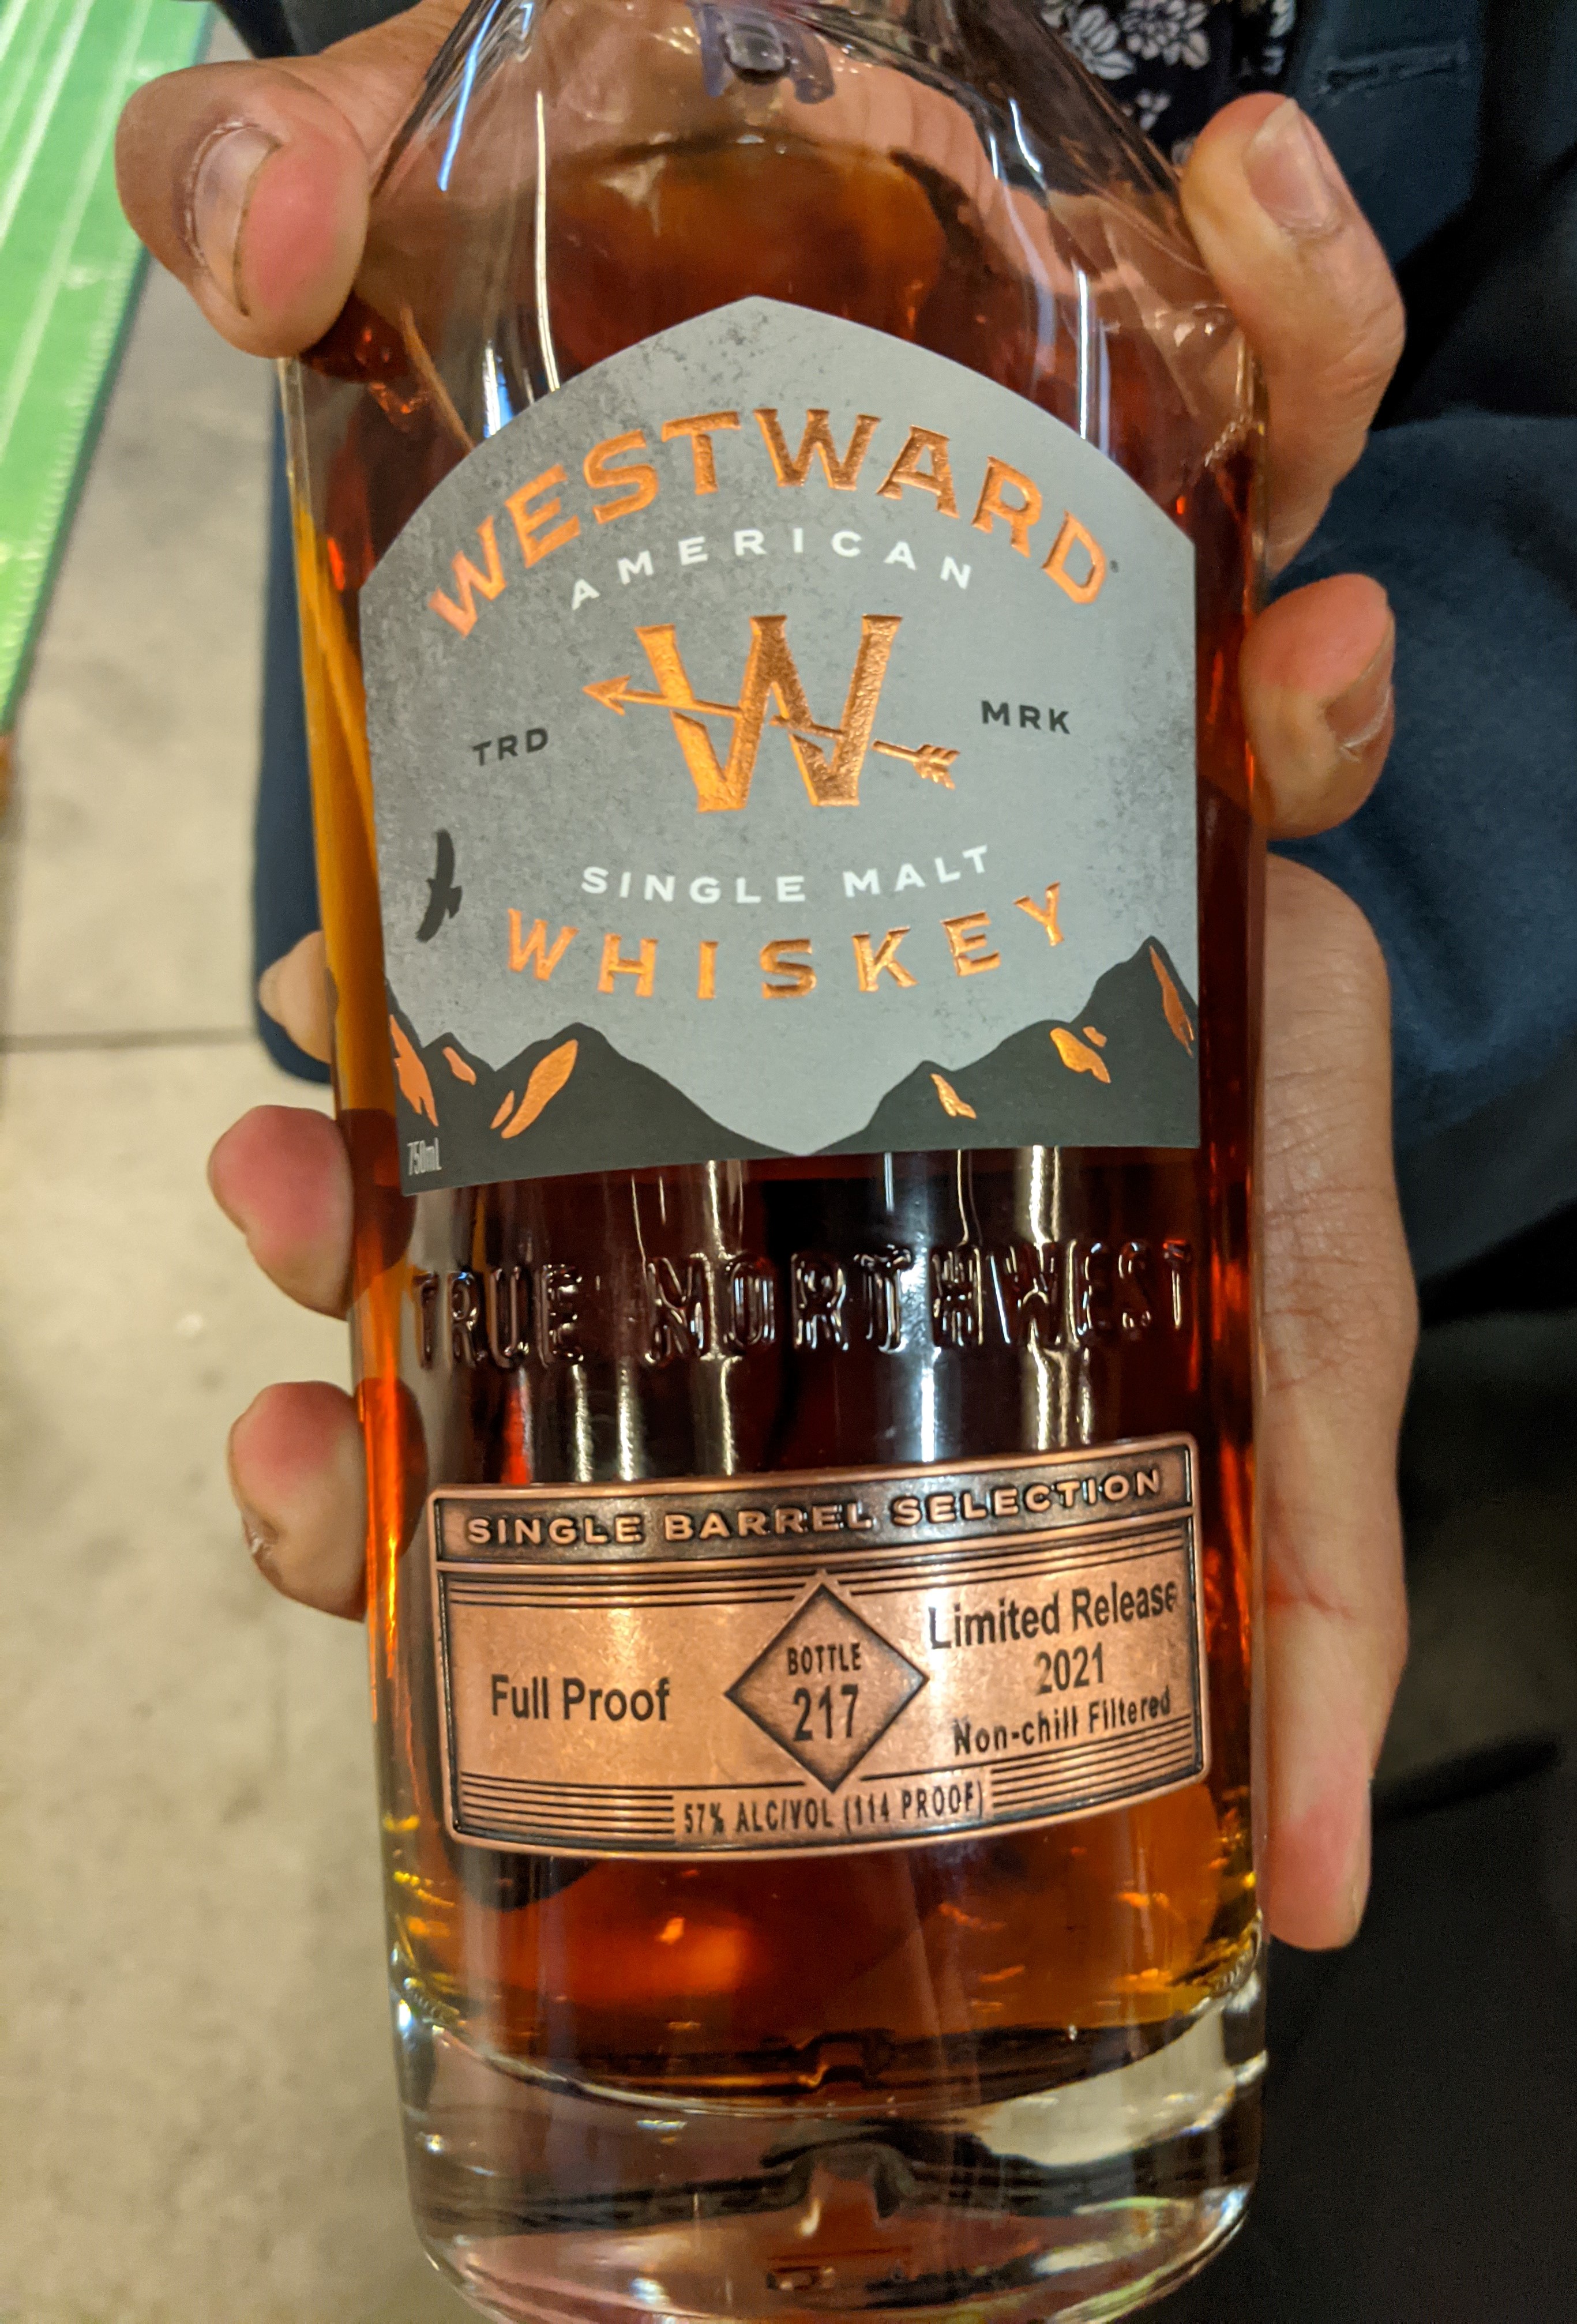 WESTWARD
AMERICAN
W
TRD MRK
SINGLE MALT
WHISKEY
750mL
TRUE NORTHWEST
SINGLE BARREL SELECTION
Full Proof
BOTTLE
217
Limited Release
2021
Non-chill Filtered
57% ALC/VOL (114 PROOF)